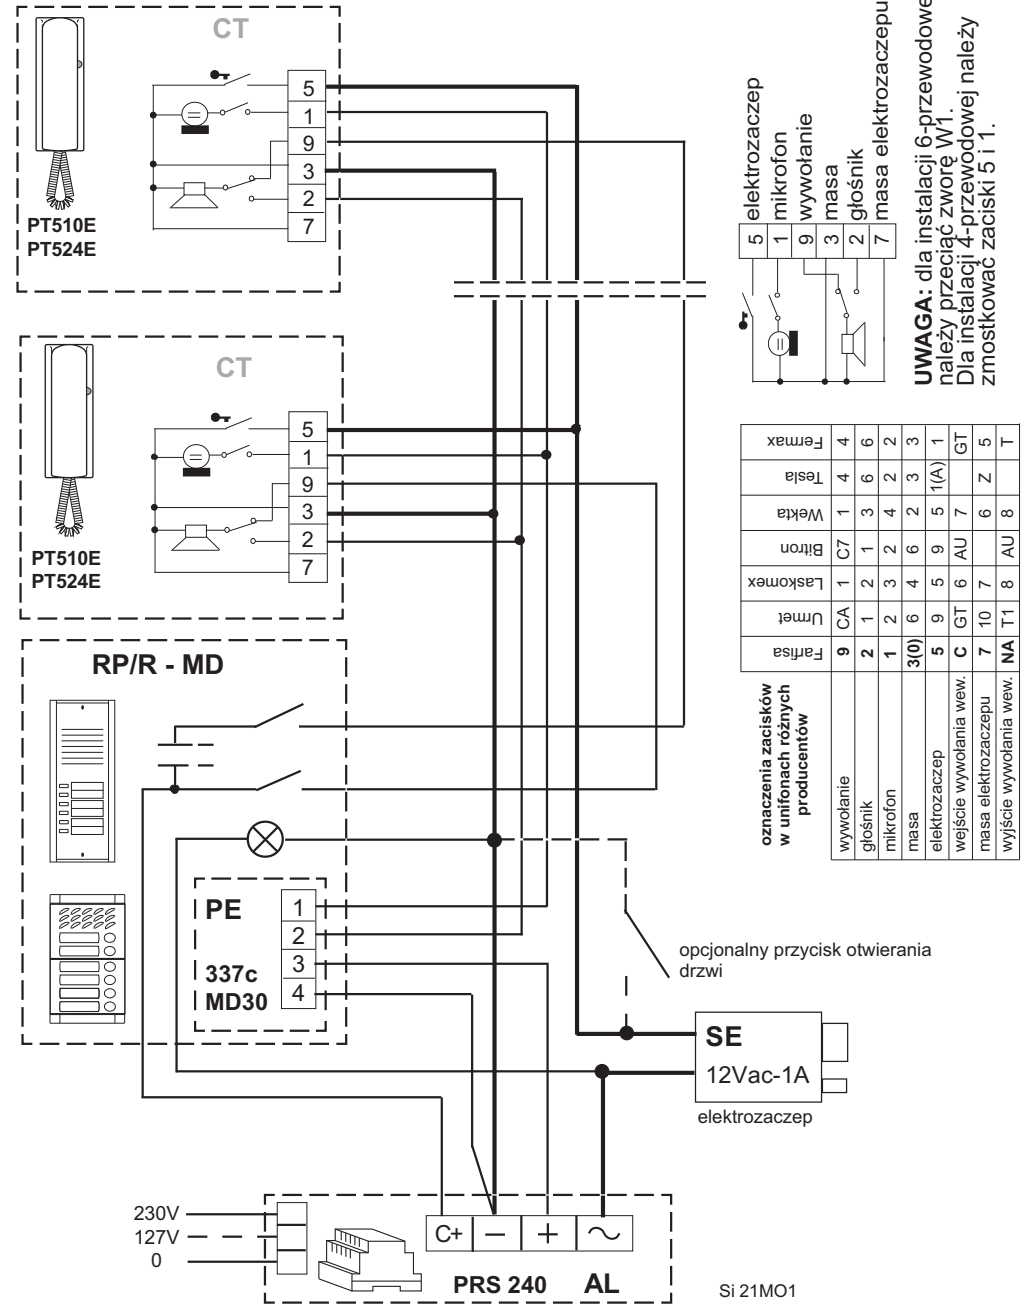 CT
5
1
9
3
2
7
PT510E
PT524E
CT
5
1
9
3
2
7
PT510E
PT524E
RP/R - MD
PE
337c
MD30
1
2
3
4
opcjonalny przycisk otwierania
drzwi
SE
12Vac-1A
elektrozaczep
230V
127V
0
C+ − + ~
PRS 240 AL
Si 21MO1
5 elektrozaczep
1 mikrofon
9 wywołanie
3 masa
2 głośnik
7 masa elektrozaczepu
UWAGA: dla instalacji 6-przewodowe
należy przeciąć zworę W1.
Dla instalacji 4-przewodowej należy
zmostkować zaciski 5 i 1.
oznaczenia zacisków
w unifonach różnych
producentów
Farfisa Urmet Laskomex Bitron Wekta Tesla Fermax
wywołanie 9 CA 1 C7 1 4 4
głośnik 2 1 2 1 3 6 6
mikrofon 1 2 3 2 4 2 2
masa 3(0) 6 4 6 2 3 3
elektrozaczep 5 9 5 9 5 1(A) 1
wejście wywołania wew. C GT 6 AU 7 GT
masa elektrozaczepu 7 10 7 6 Z 5
wyjście wywołania wew. NA T1 8 AU 8 T